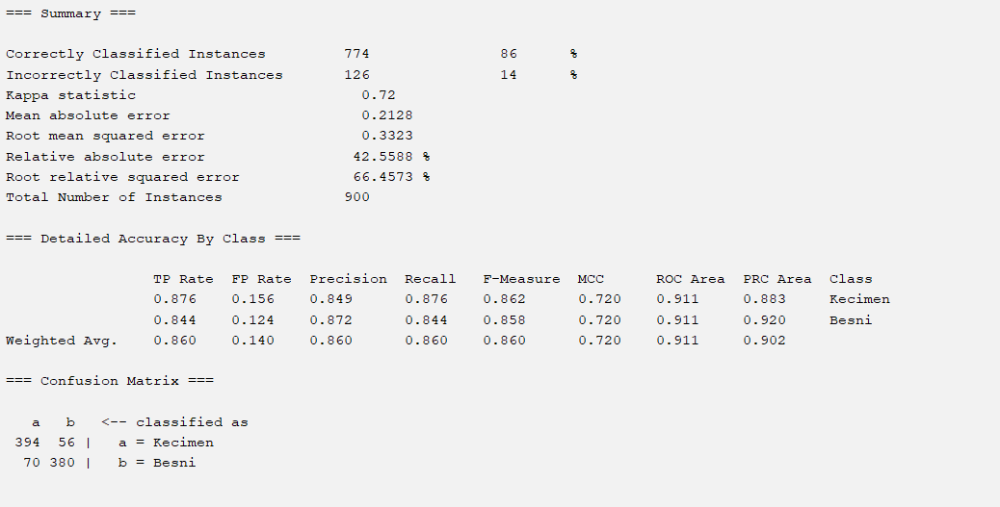 === Summary ===
Correctly Classified Instances         774               86      %
Incorrectly Classified Instances       126               14      %
Kappa statistic                          0.72
Mean absolute error                      0.2128
Root mean squared error                  0.3323
Relative absolute error                 42.5588 %
Root relative squared error             66.4573 %
Total Number of Instances              900
=== Detailed Accuracy By Class ===
                 TP Rate  FP Rate  Precision  Recall   F-Measure  MCC      ROC Area  PRC Area  Class
                 0.876    0.156    0.849      0.876    0.862      0.720    0.911     0.883     Kecimen
                 0.844    0.124    0.872      0.844    0.858      0.720    0.911     0.920     Besni
Weighted Avg.    0.860    0.140    0.860      0.860    0.860      0.720    0.911     0.902
=== Confusion Matrix ===
   a   b   <-- classified as
 394  56 |   a = Kecimen
  70 380 |   b = Besni